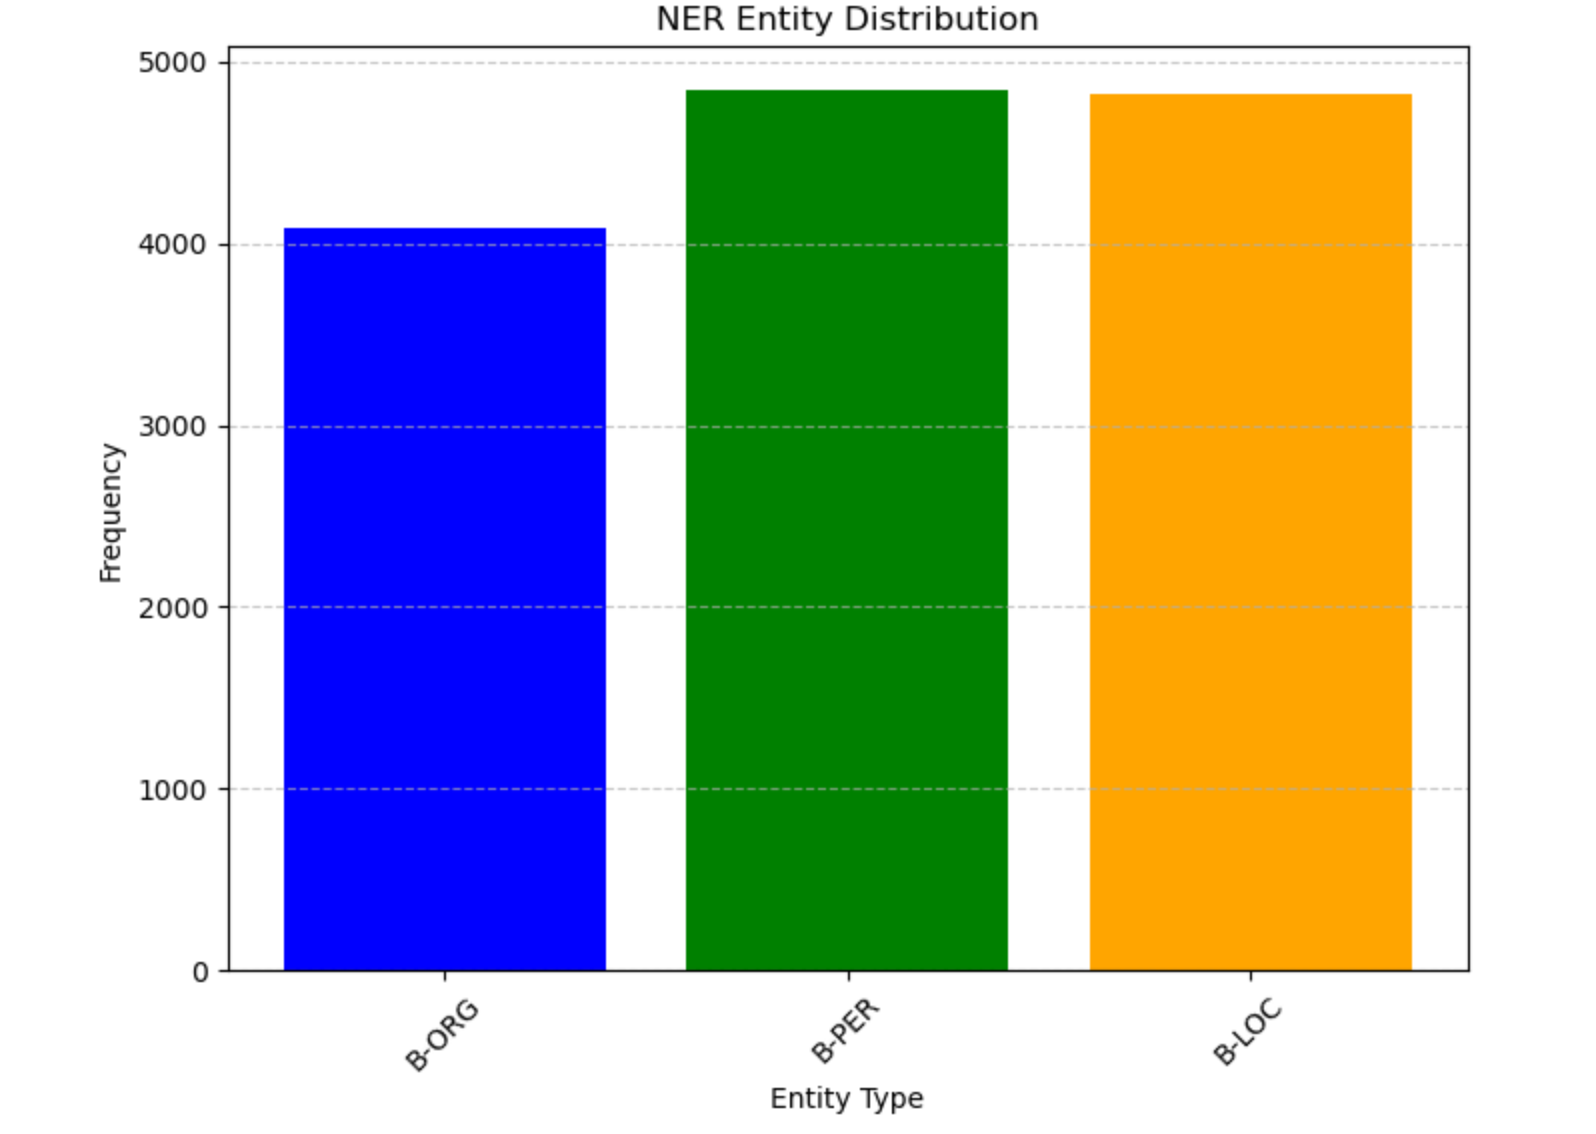 NER Entity Distribution
5000
4000
3000
2000
1000
0
Frequency
B-ORG
B-PER
B-LOC
Entity Type